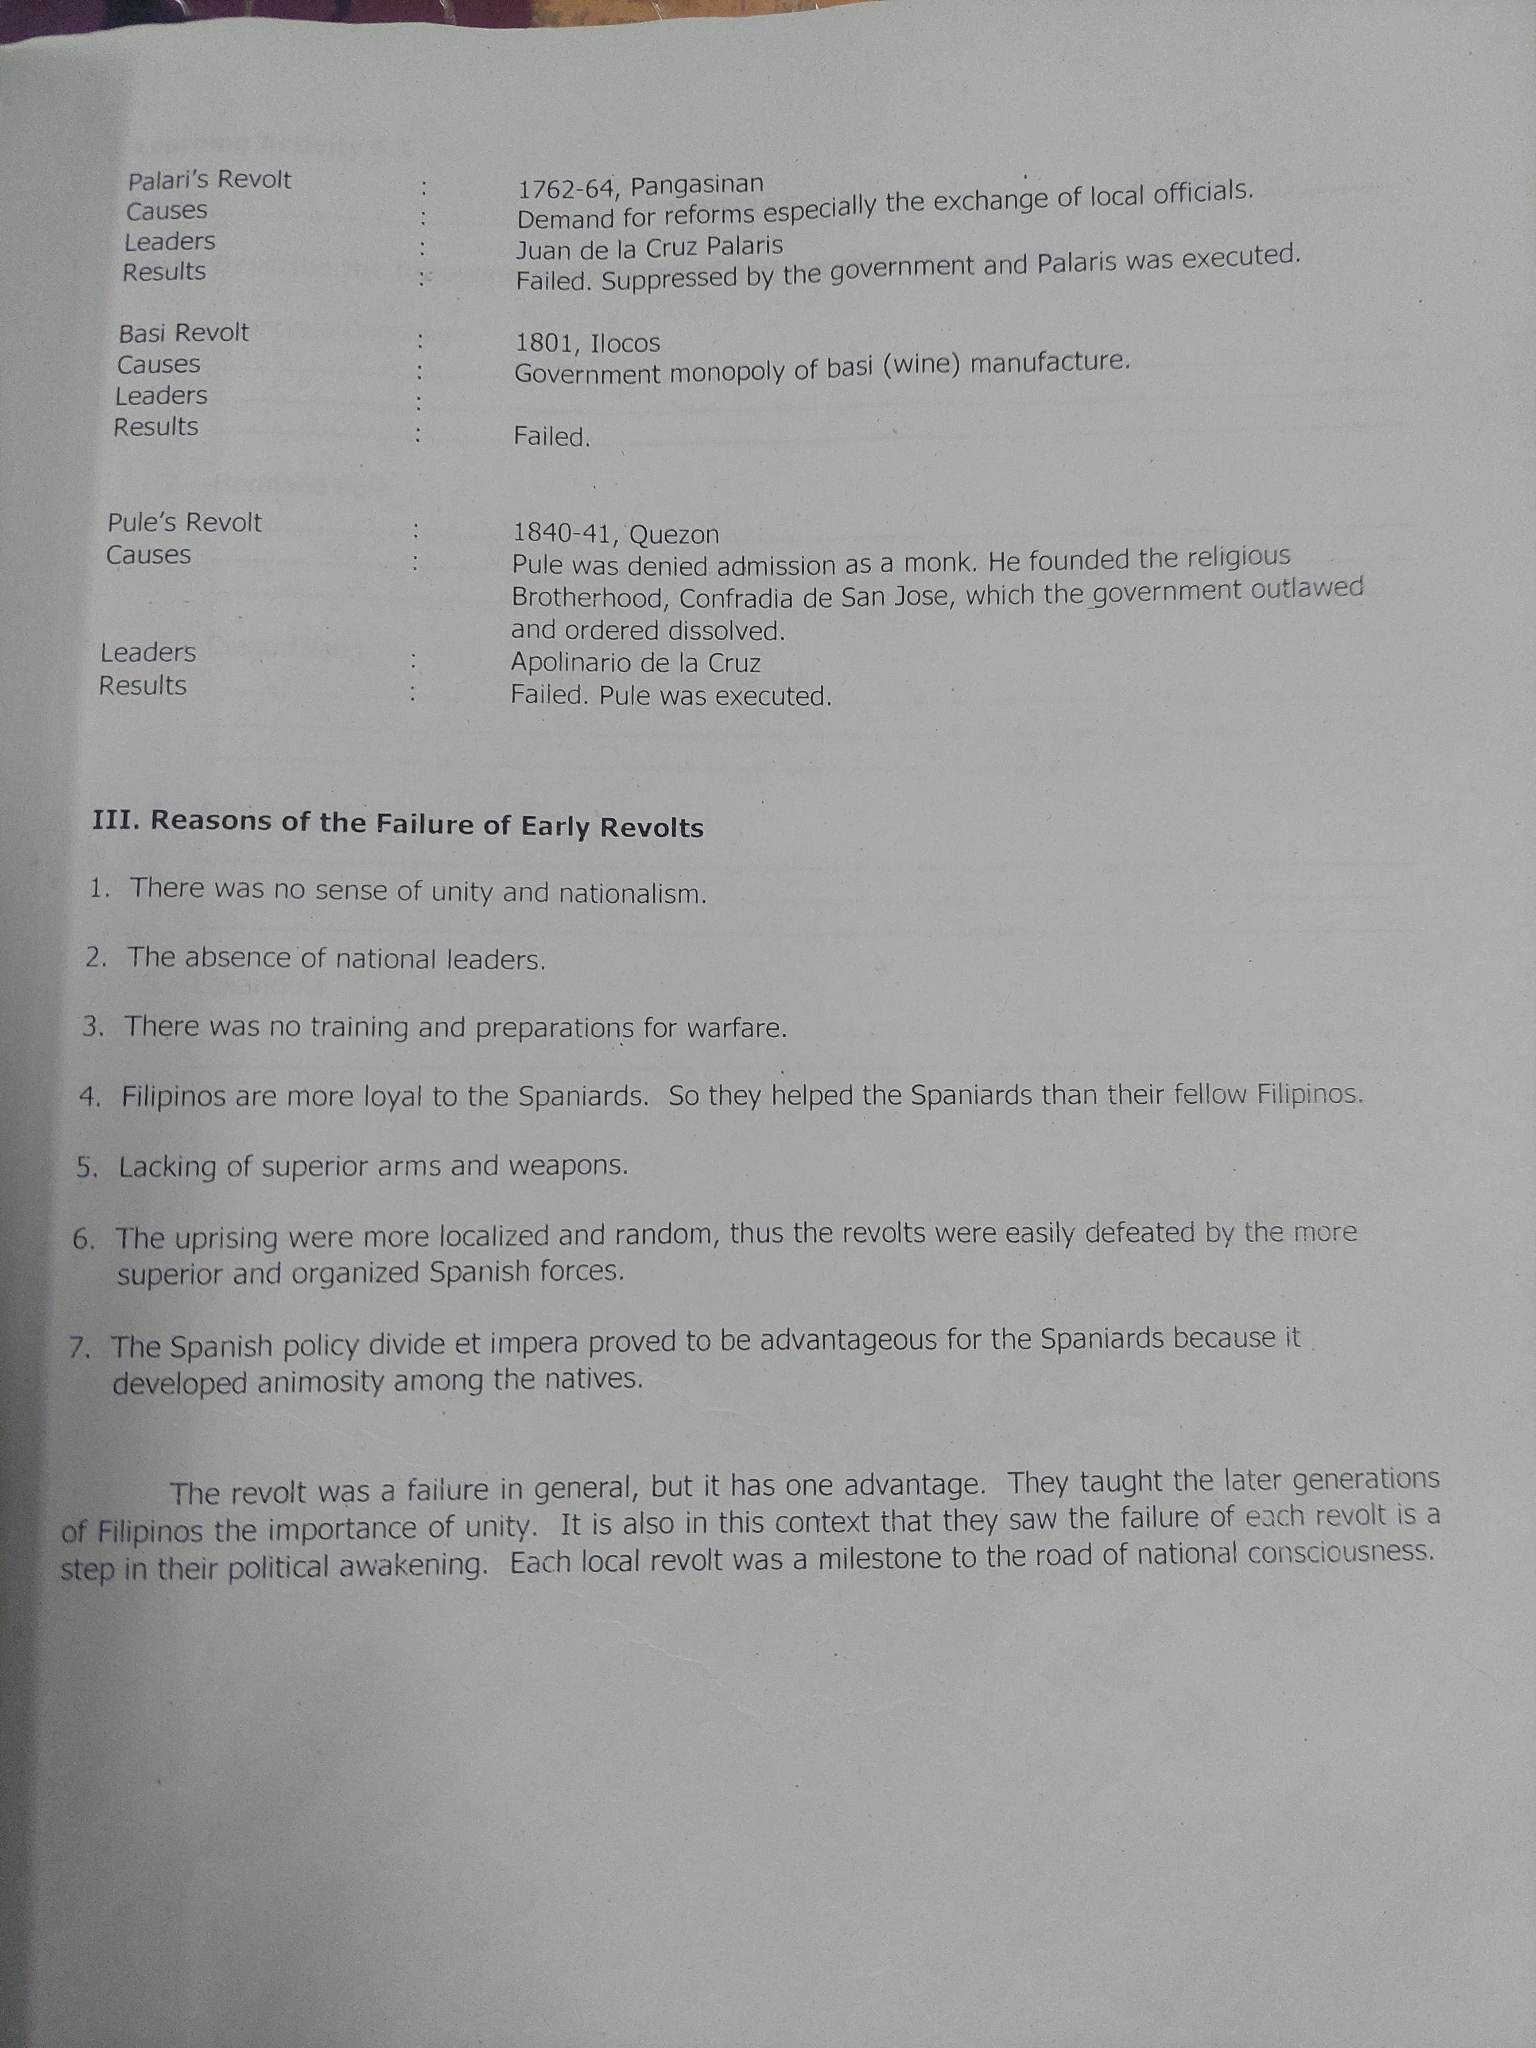 Palari's Revolt : 1762-64, Pangasinan
Causes : Demand for reforms especially the exchange of local officials.
Leaders : Juan de la Cruz Palaris
Results : Failed. Suppressed by the government and Palaris was executed.
Basi Revolt : 1801, Ilocos
Causes : Government monopoly of basi (wine) manufacture.
Leaders :
Results : Failed.
Pule's Revolt : 1840-41, Quezon
Causes : Pule was denied admission as a monk. He founded the religious
Brotherhood, Confradia de San Jose, which the government outlawed
and ordered dissolved.
Leaders : Apolinario de la Cruz
Results : Failed. Pule was executed.
III. Reasons of the Failure of Early Revolts
1. There was no sense of unity and nationalism.
2. The absence of national leaders.
3. There was no training and preparations for warfare.
4. Filipinos are more loyal to the Spaniards. So they helped the Spaniards than their fellow Filipinos.
5. Lacking of superior arms and weapons.
6. The uprising were more localized and random, thus the revolts were easily defeated by the more
superior and organized Spanish forces.
7. The Spanish policy divide et impera proved to be advantageous for the Spaniards because it
developed animosity among the natives.
The revolt was a failure in general, but it has one advantage. They taught the later generations
of Filipinos the importance of unity. It is also in this context that they saw the failure of each revolt is a
step in their political awakening. Each local revolt was a milestone to the road of national consciousness.